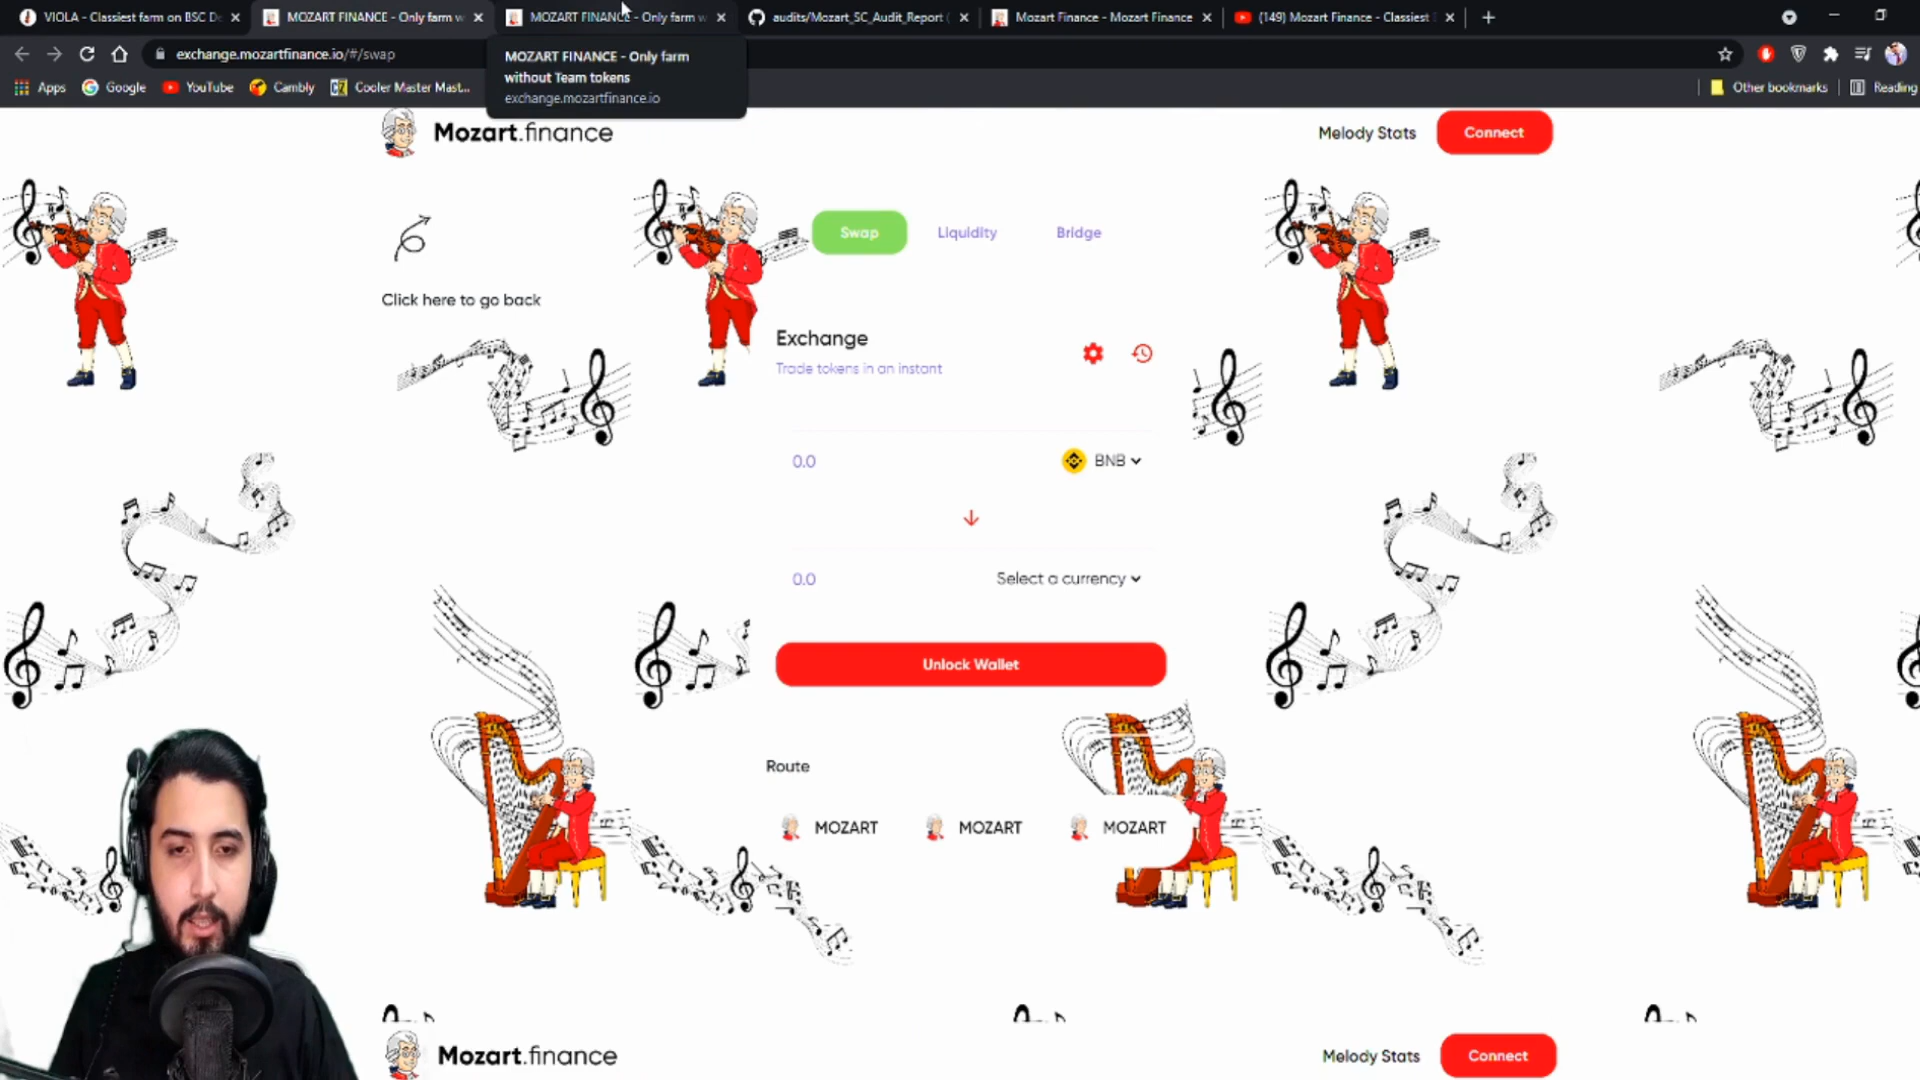 VIOLA - Classiest farm on BSC D
MOZART FINANCE - Only farm w
MOZART FINANCE - Only farm w
audits/Mozart_SC_Audit_Report
Mozart Finance - Mozart Finance
(149) Mozart Finance - Classiest
exchange.mozartfinance.io/#/swap
MOZART FINANCE - Only farm
without Team tokens
exchange.mozartfinance.io
Apps
Google
YouTube
Cambly
Cooler Master Mast...
Other bookmarks
Reading
Mozart.finance
Melody Stats
Connect
Swap
Liquidity
Bridge
Click here to go back
Exchange
Trade tokens in an instant
0.0
BNB
0.0
Select a currency
Unlock Wallet
Route
MOZART
MOZART
MOZART
Mozart.finance
Melody Stats
Connect